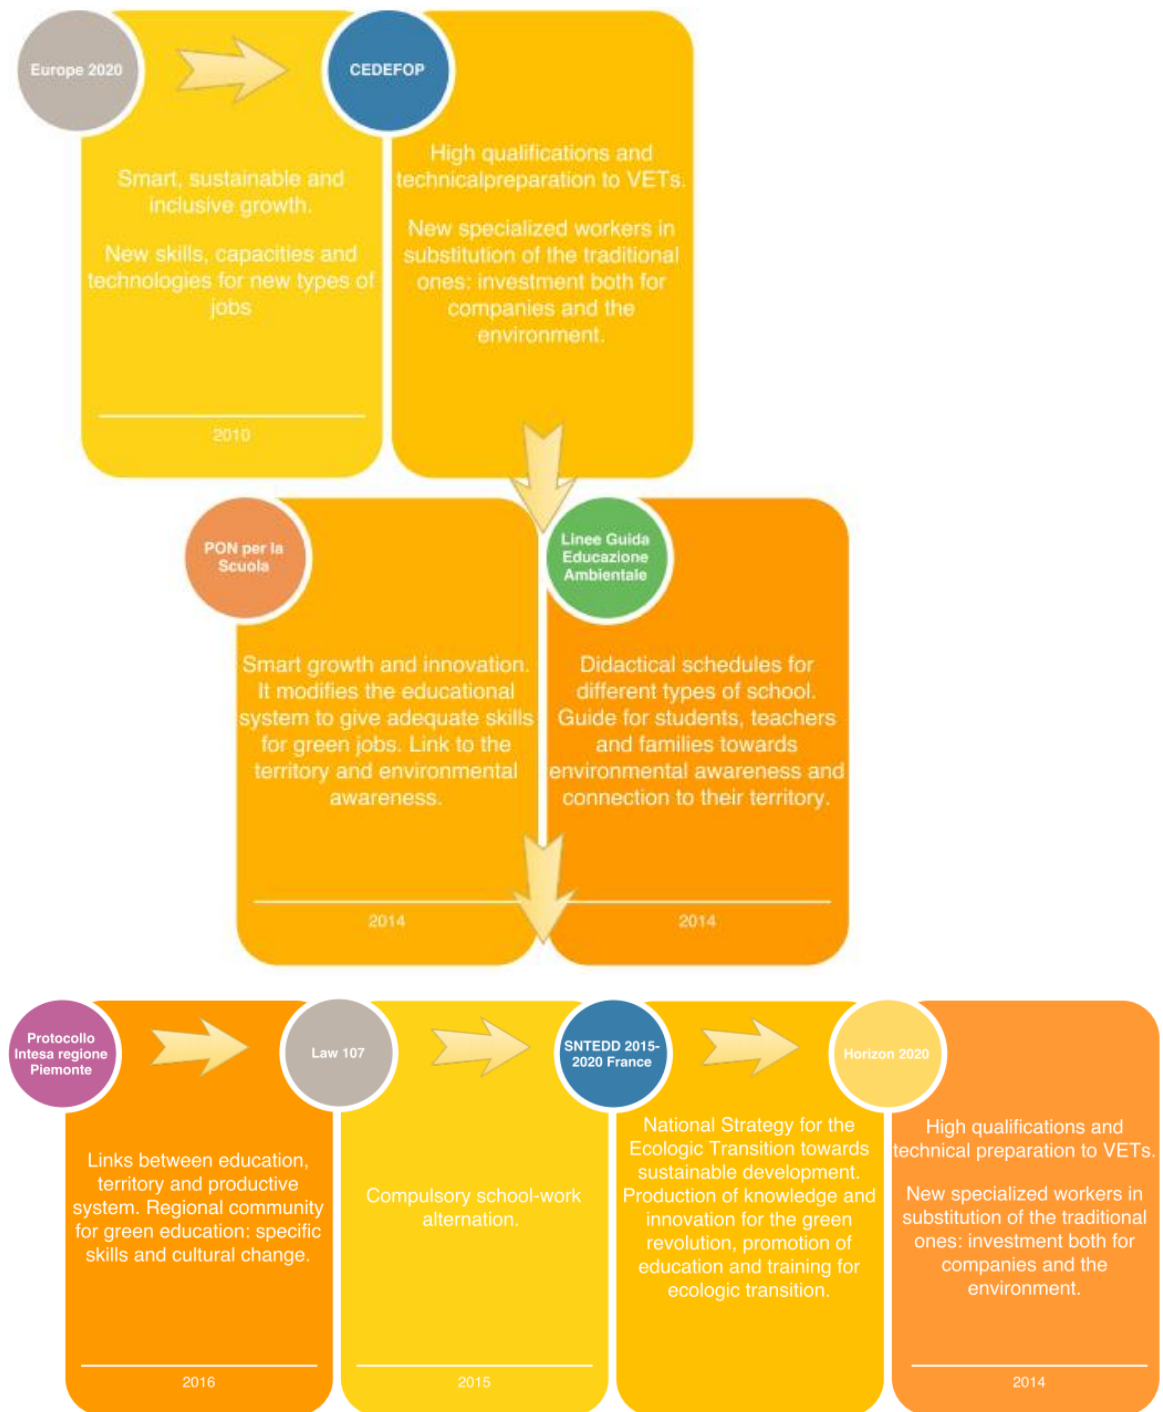 Europe 2020
Smart, sustainable and
inclusive growth.
New skills, capacities and
technologies for new types of
jobs
2010
CEDEFOP
High qualifications and
technicalpreparation to VETs.
New specialized workers in
substitution of the traditional
ones: investment both for
companies and the
environment.
PON per la
Scuola
Smart growth and innovation.
It modifies the educational
system to give adequate skills
for green jobs. Link to the
territory and environmental
awareness.
2014
Linee Guida
Educazione
Ambientale
Didactical schedules for
different types of school.
Guide for students, teachers
and families towards
environmental awareness and
connection to their territory.
2014
Protocollo
Intesa regione
Piemonte
Links between education,
territory and productive
system. Regional community
for green education: specific
skills and cultural change.
2016
Law 107
Compulsory school-work
alternation.
2015
SNTEDD 2015-
2020 France
National Strategy for the
Ecologic Transition towards
sustainable development.
Production of knowledge and
innovation for the green
revolution, promotion of
education and training for
ecologic transition.
Horizon 2020
High qualifications and
technical preparation to VETs.
New specialized workers in
substitution of the traditional
ones: investment both for
companies and the
environment.
2014